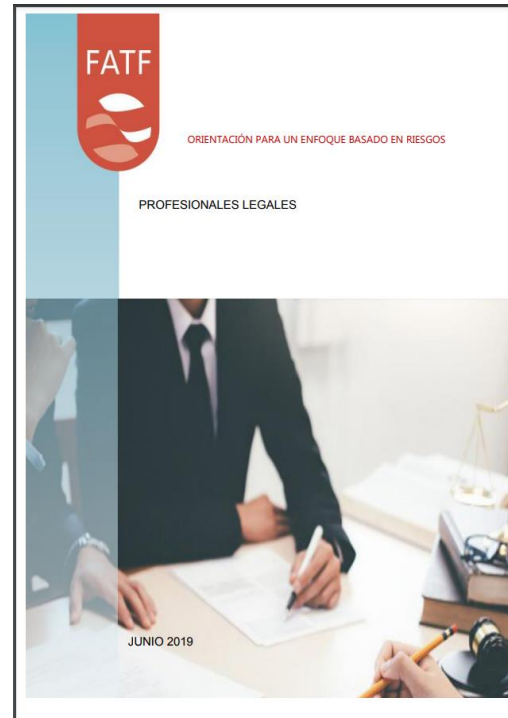 FATF
ORIENTACIÓN PARA UN ENFOQUE BASADO EN RIESGOS
PROFESIONALES LEGALES
JUNIO 2019